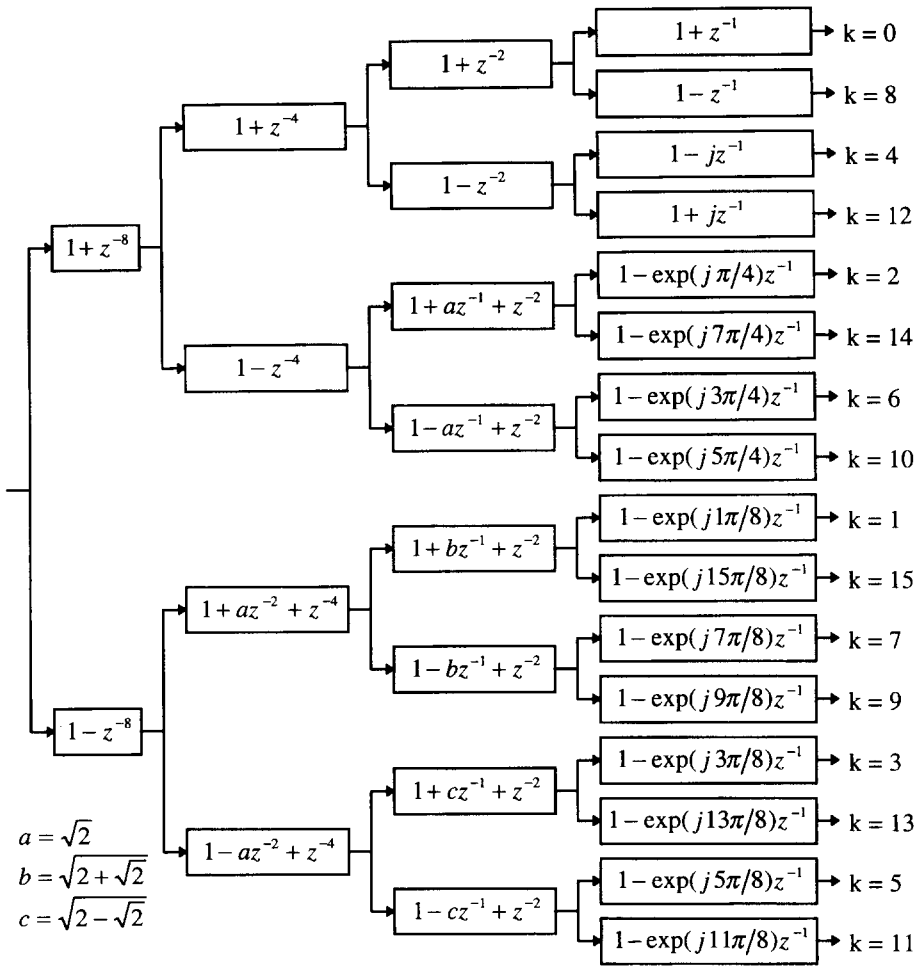 1 + z⁻⁸
1 − z⁻⁸
1 + z⁻⁴
1 − z⁻⁴
1 + az⁻² + z⁻⁴
1 − az⁻² + z⁻⁴
1 + z⁻²
1 − z⁻²
1 + az⁻¹ + z⁻²
1 − az⁻¹ + z⁻²
1 + bz⁻¹ + z⁻²
1 − bz⁻¹ + z⁻²
1 + cz⁻¹ + z⁻²
1 − cz⁻¹ + z⁻²
1 + z⁻¹ k = 0
1 − z⁻¹ k = 8
1 − jz⁻¹ k = 4
1 + jz⁻¹ k = 12
1 − exp(jπ/4)z⁻¹ k = 2
1 − exp(j7π/4)z⁻¹ k = 14
1 − exp(j3π/4)z⁻¹ k = 6
1 − exp(j5π/4)z⁻¹ k = 10
1 − exp(j1π/8)z⁻¹ k = 1
1 − exp(j15π/8)z⁻¹ k = 15
1 − exp(j7π/8)z⁻¹ k = 7
1 − exp(j9π/8)z⁻¹ k = 9
1 − exp(j3π/8)z⁻¹ k = 3
1 − exp(j13π/8)z⁻¹ k = 13
1 − exp(j5π/8)z⁻¹ k = 5
1 − exp(j11π/8)z⁻¹ k = 11
a = √2
b = √(2 + √2)
c = √(2 − √2)